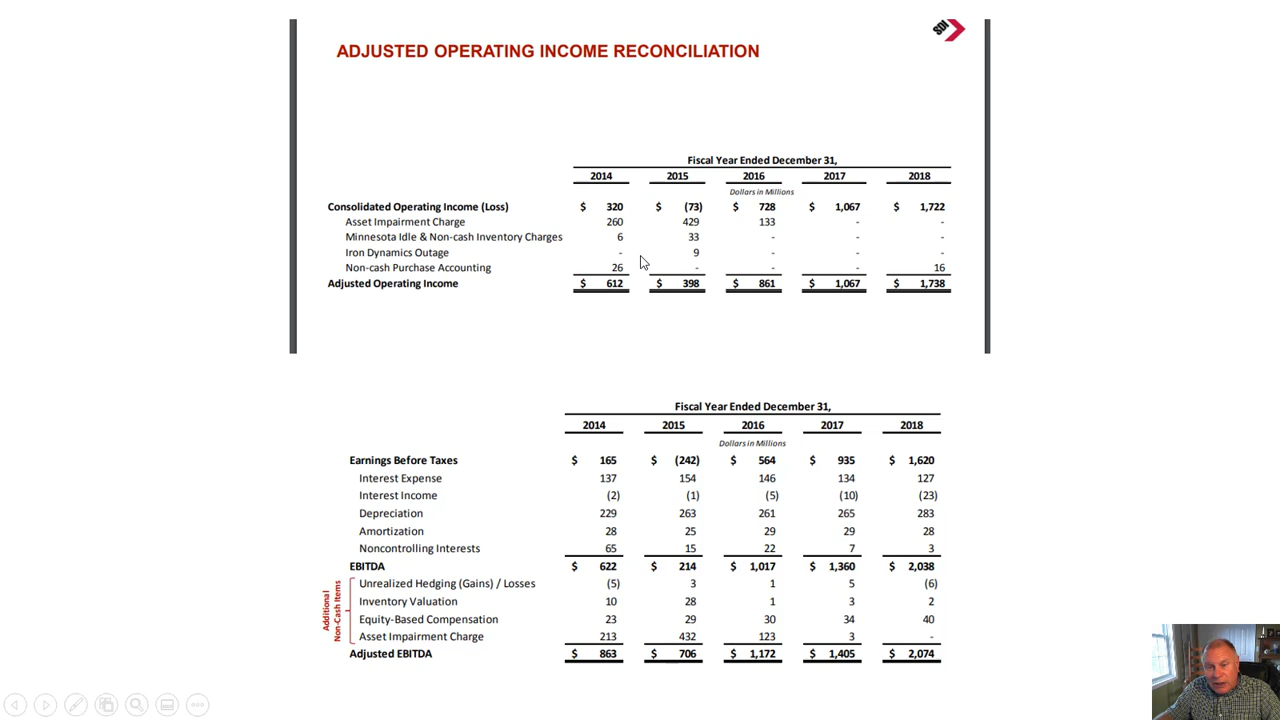 SDI
ADJUSTED OPERATING INCOME RECONCILIATION
Fiscal Year Ended December 31,
2014 2015 2016 2017 2018
Dollars in Millions
Consolidated Operating Income (Loss) $ 320 $ (73) $ 728 $ 1,067 $ 1,722
Asset Impairment Charge 260 429 133 - -
Minnesota Idle & Non-cash Inventory Charges 6 33 - - -
Iron Dynamics Outage - 9 - - -
Non-cash Purchase Accounting 26 - - - 16
Adjusted Operating Income $ 612 $ 398 $ 861 $ 1,067 $ 1,738
Fiscal Year Ended December 31,
2014 2015 2016 2017 2018
Dollars in Millions
Earnings Before Taxes $ 165 $ (242) $ 564 $ 935 $ 1,620
Interest Expense 137 154 146 134 127
Interest Income (2) (1) (5) (10) (23)
Depreciation 229 263 261 265 283
Amortization 28 25 29 29 28
Noncontrolling Interests 65 15 22 7 3
EBITDA $ 622 $ 214 $ 1,017 $ 1,360 $ 2,038
Additional
Non-Cash Items
Unrealized Hedging (Gains) / Losses (5) 3 1 5 (6)
Inventory Valuation 10 28 1 3 2
Equity-Based Compensation 23 29 30 34 40
Asset Impairment Charge 213 432 123 3 -
Adjusted EBITDA $ 863 $ 706 $ 1,172 $ 1,405 $ 2,074